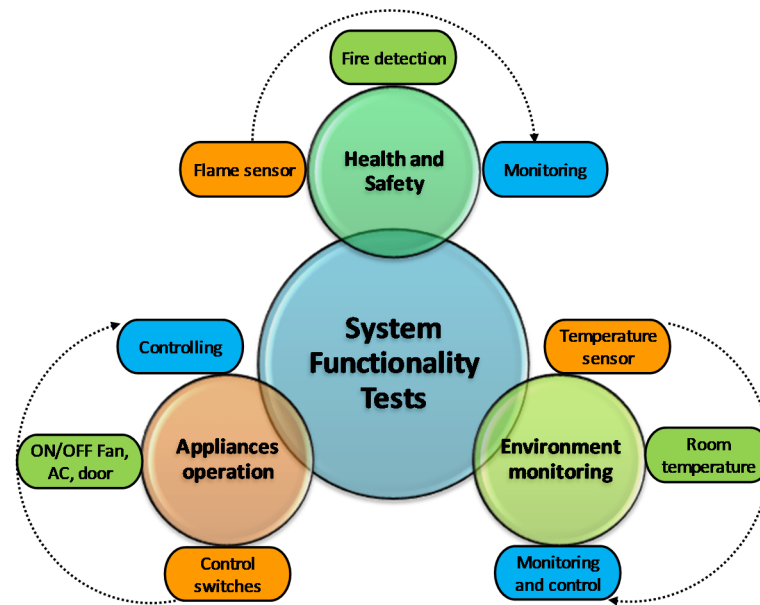 Fire detection
Flame sensor
Health and
Safety
Monitoring
System
Functionality
Tests
Controlling
ON/OFF Fan,
AC, door
Appliances
operation
Control
switches
Temperature
sensor
Environment
monitoring
Room
temperature
Monitoring
and control